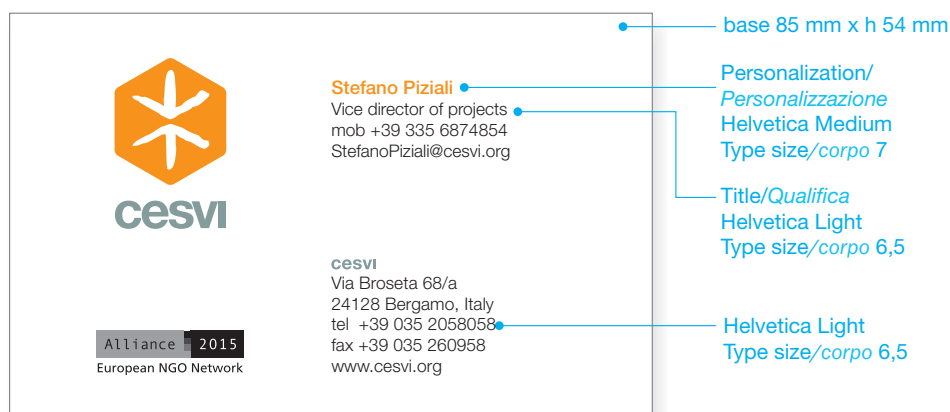 cesvi
Alliance 2015
European NGO Network
Stefano Piziali
Vice director of projects
mob +39 335 6874854
StefanoPiziali@cesvi.org
cesvi
Via Broseta 68/a
24128 Bergamo, Italy
tel  +39 035 2058058
fax +39 035 260958
www.cesvi.org
base 85 mm x h 54 mm
Personalization/
Personalizzazione
Helvetica Medium
Type size/corpo 7
Title/Qualifica
Helvetica Light
Type size/corpo 6,5
Helvetica Light
Type size/corpo 6,5